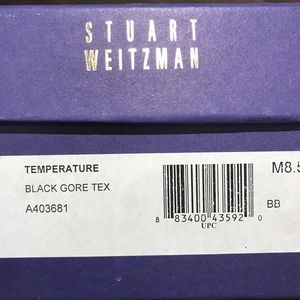 STUART
WEITZMAN
TEMPERATURE
BLACK GORE TEX
A403681
M8.5
BB
8 83400 43592 0
UPC